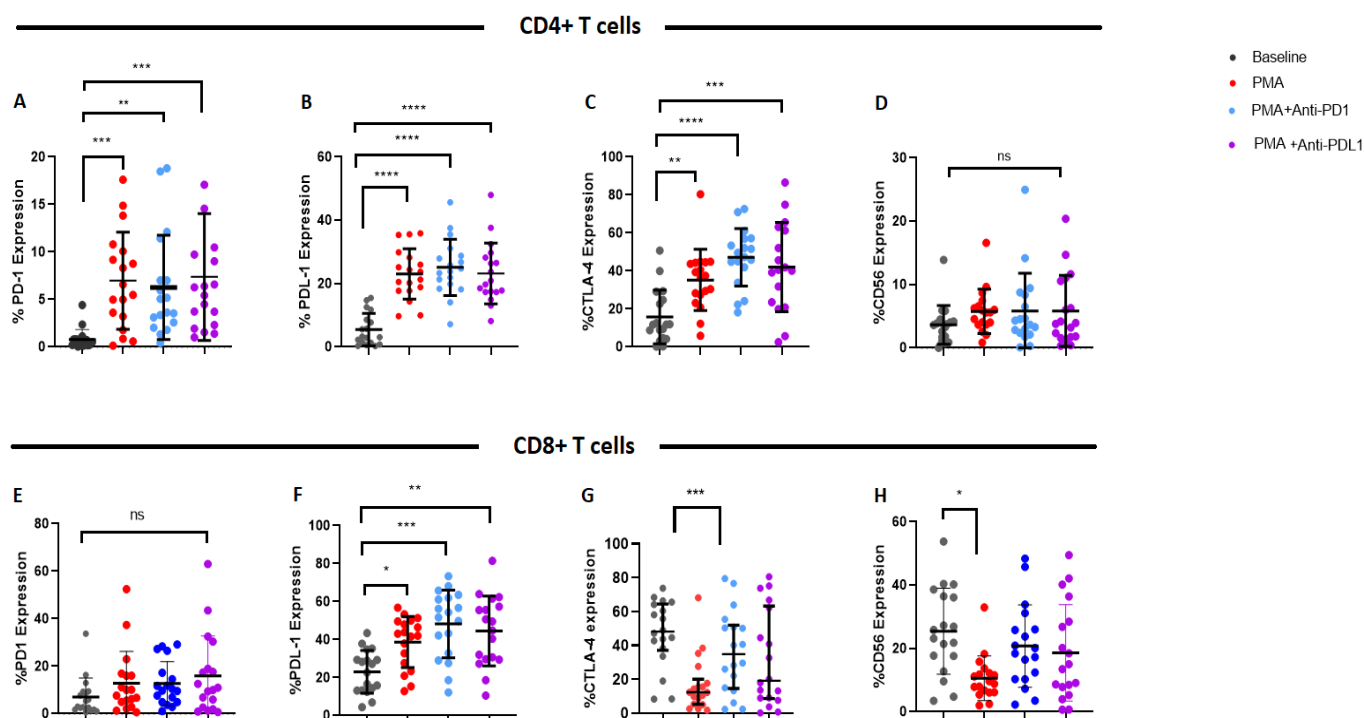 CD4+ T cells
Baseline
PMA
PMA+Anti-PD1
PMA +Anti-PDL1
A
***
**
***
% PD-1 Expression
20
15
10
5
0
B
****
****
****
% PDL-1 Expression
60
40
20
0
C
***
****
**
%CTLA-4 Expression
100
80
60
40
20
0
D
ns
%CD56 Expression
30
20
10
0
CD8+ T cells
E
ns
%PD1 Expression
80
60
40
20
0
F
**
***
*
%PDL-1 Expression
100
80
60
40
20
0
G
***
%CTLA-4 expression
100
80
60
40
20
0
H
*
%CD56 Expression
60
40
20
0